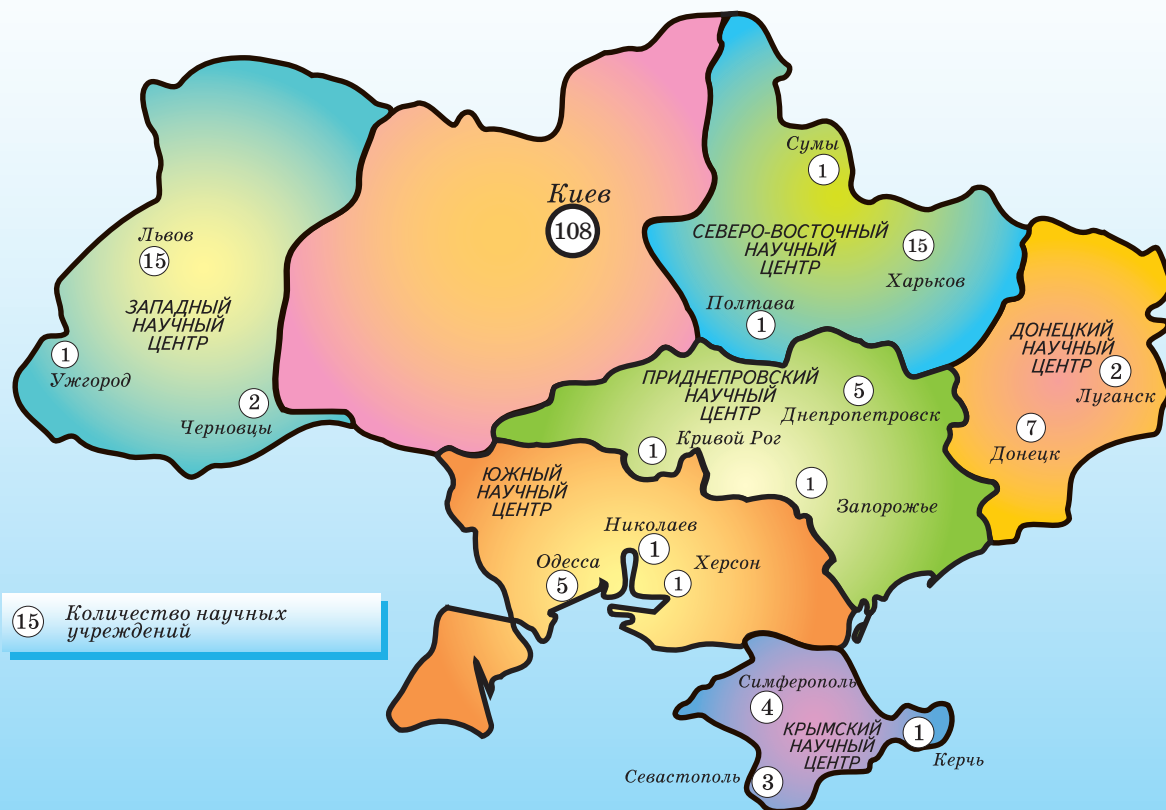 Сумы
1
Киев
108
Львов
15
СЕВЕРО-ВОСТОЧНЫЙ
НАУЧНЫЙ
ЦЕНТР
15
Харьков
ЗАПАДНЫЙ
НАУЧНЫЙ
ЦЕНТР
Полтава
1
1
Ужгород
2
Черновцы
ДОНЕЦКИЙ
НАУЧНЫЙ
ЦЕНТР
2
Луганск
7
Донецк
ПРИДНЕПРОВСКИЙ
НАУЧНЫЙ
ЦЕНТР
5
Днепропетровск
1
Кривой Рог
1
Запорожье
ЮЖНЫЙ
НАУЧНЫЙ
ЦЕНТР
Николаев
1
Одесса
5
Херсон
1
15
Количество научных
учреждений
Симферополь
4
КРЫМСКИЙ
НАУЧНЫЙ
ЦЕНТР
1
Керчь
Севастополь
3